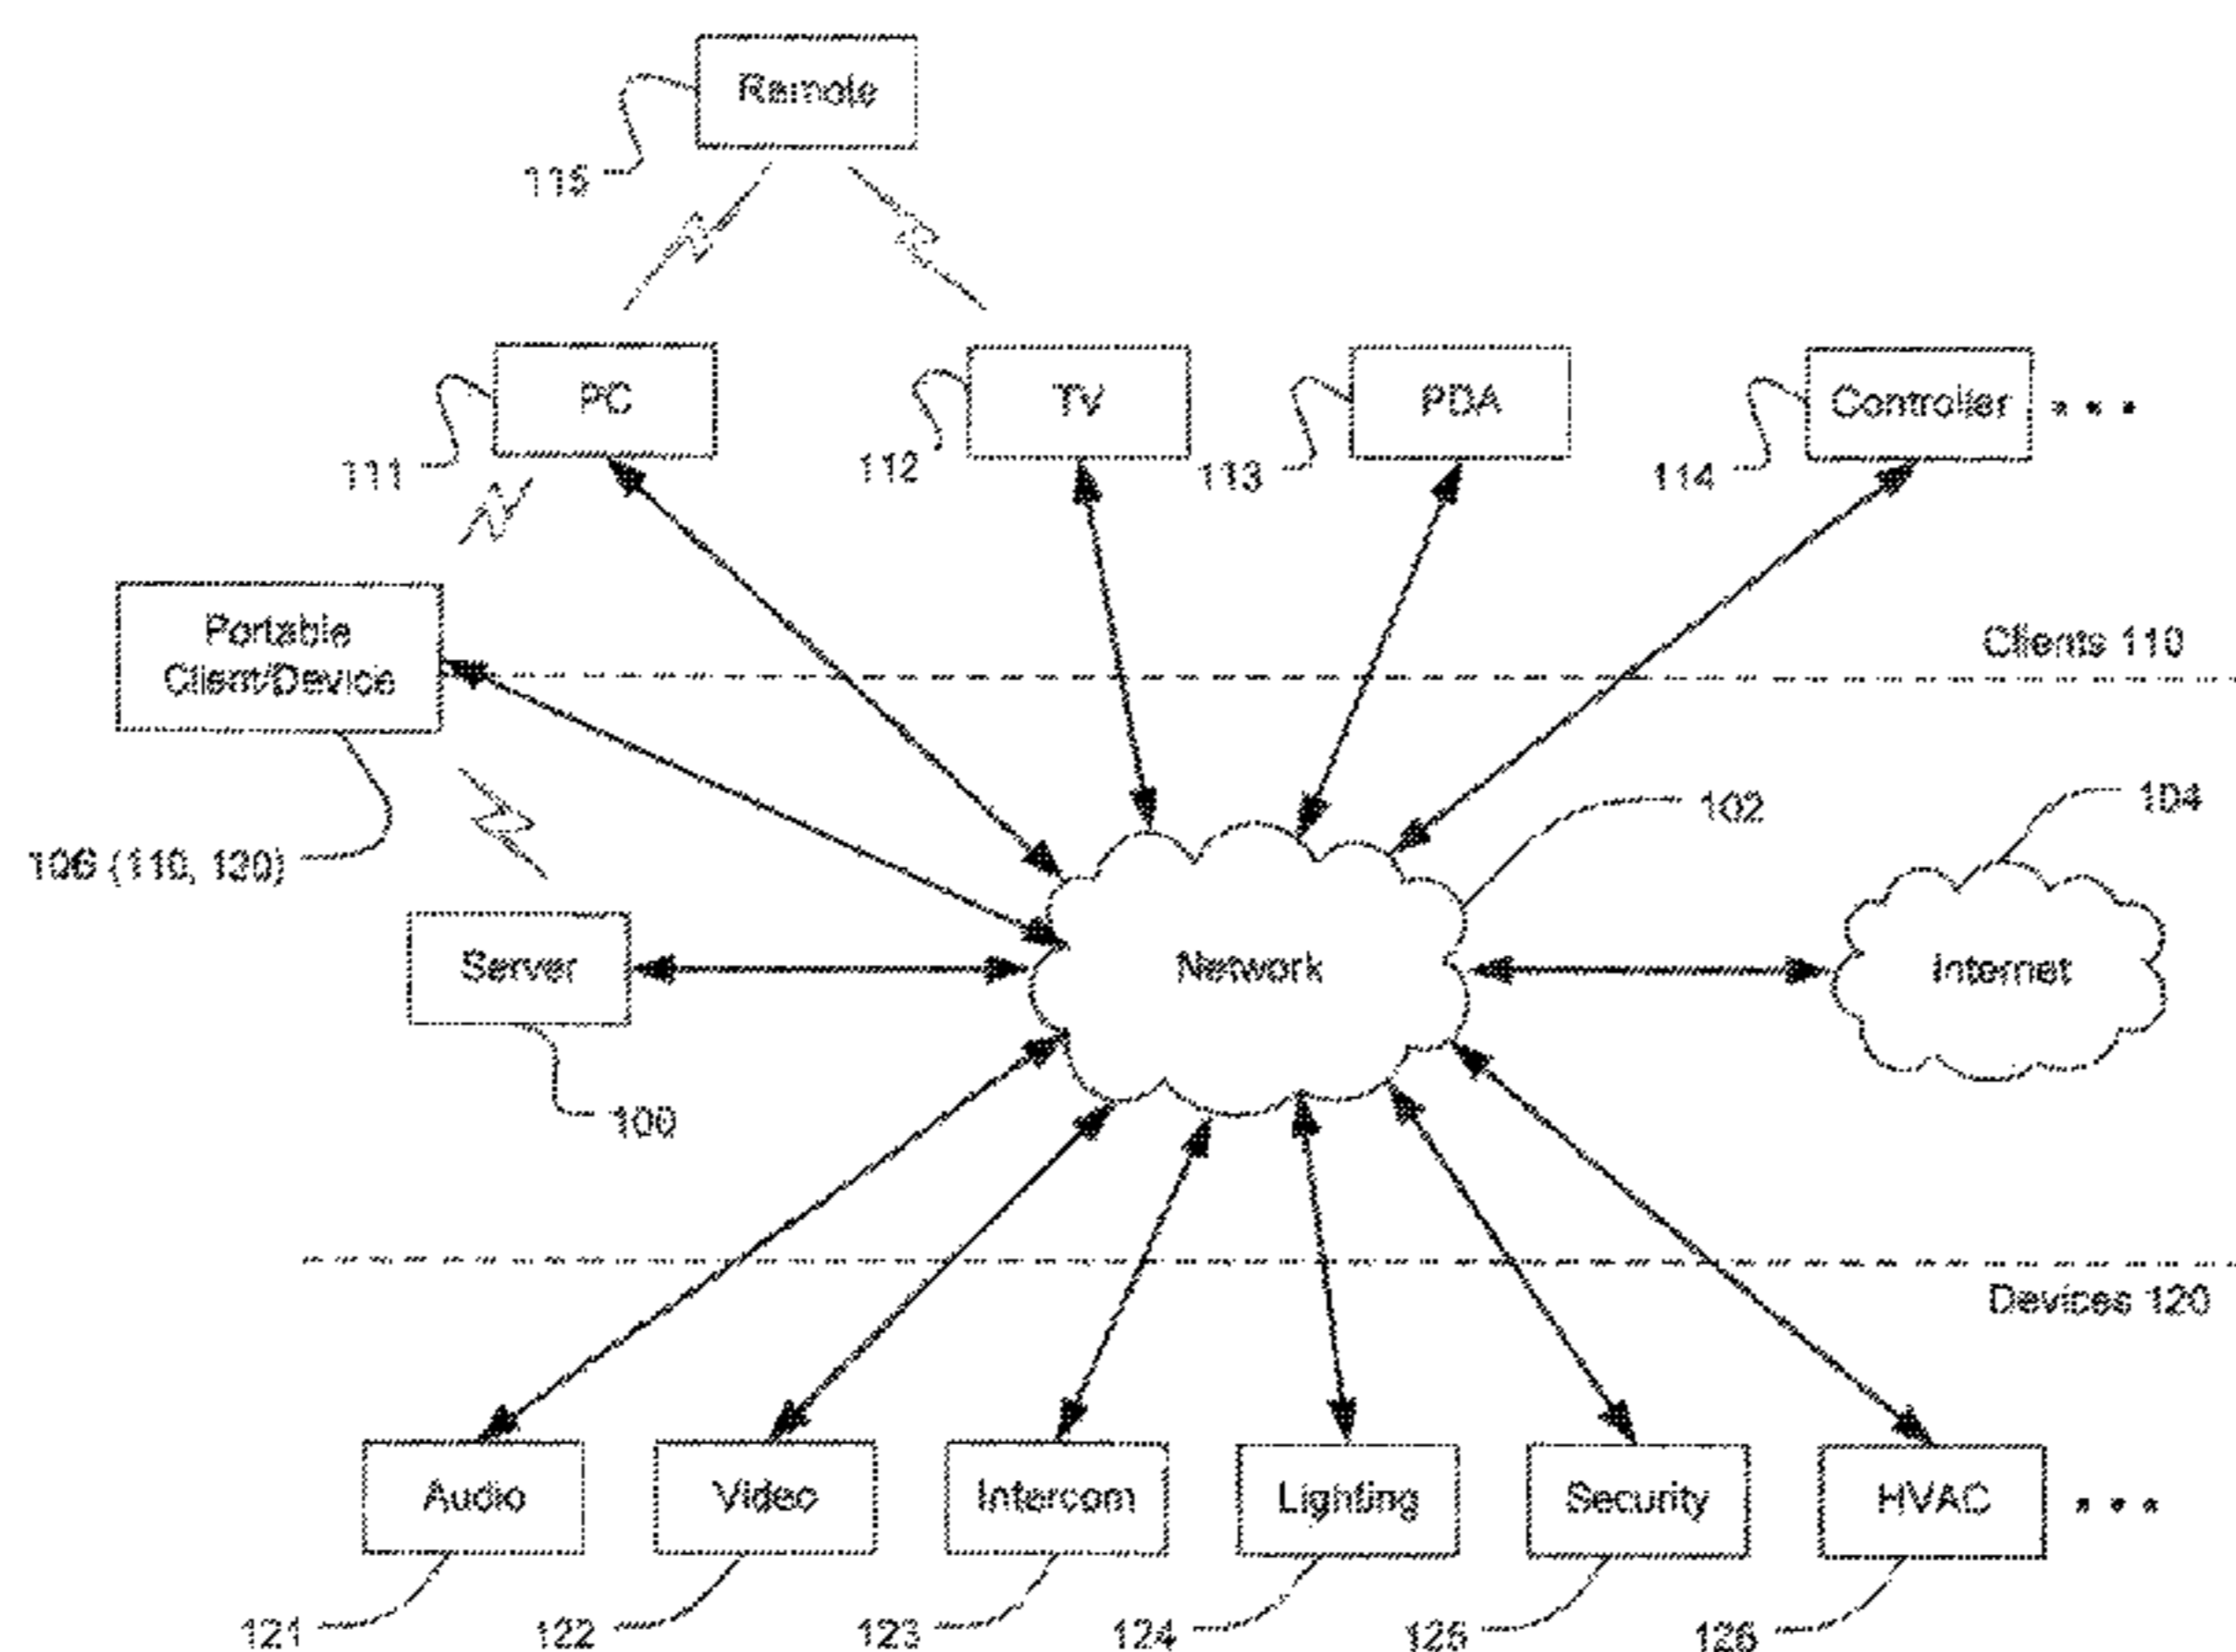 Remote
115
PC
TV
PDA
Controller
111
112
113
114
Portable
Client/Device
Clients 110
106 (110, 120)
102
104
Server
Network
Internet
100
Devices 120
Audio
Video
Intercom
Lighting
Security
HVAC
121
122
123
124
125
126